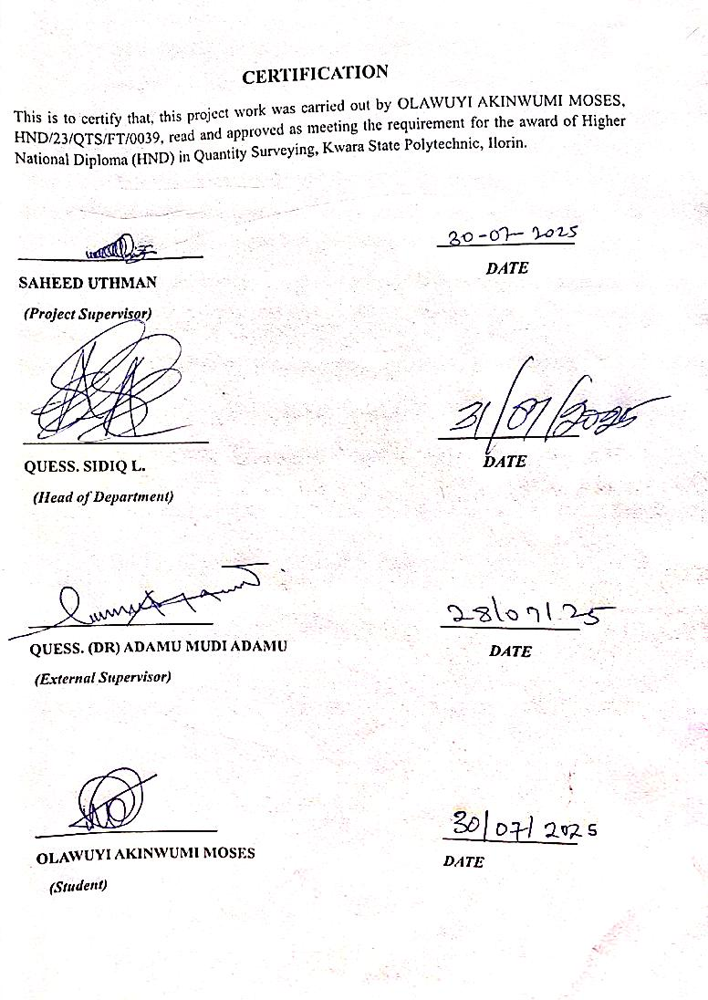 CERTIFICATION
This is to certify that, this project work was carried out by OLAWUYI AKINWUMI MOSES,
HND/23/QTS/FT/0039, read and approved as meeting the requirement for the award of Higher
National Diploma (HND) in Quantity Surveying, Kwara State Polytechnic, Ilorin.
30-07-2025
SAHEED UTHMAN
DATE
(Project Supervisor)
31/07/2025
QUESS. SIDIQ L.
DATE
(Head of Department)
28/07/25
QUESS. (DR) ADAMU MUDI ADAMU
DATE
(External Supervisor)
30/07/2025
OLAWUYI AKINWUMI MOSES
DATE
(Student)